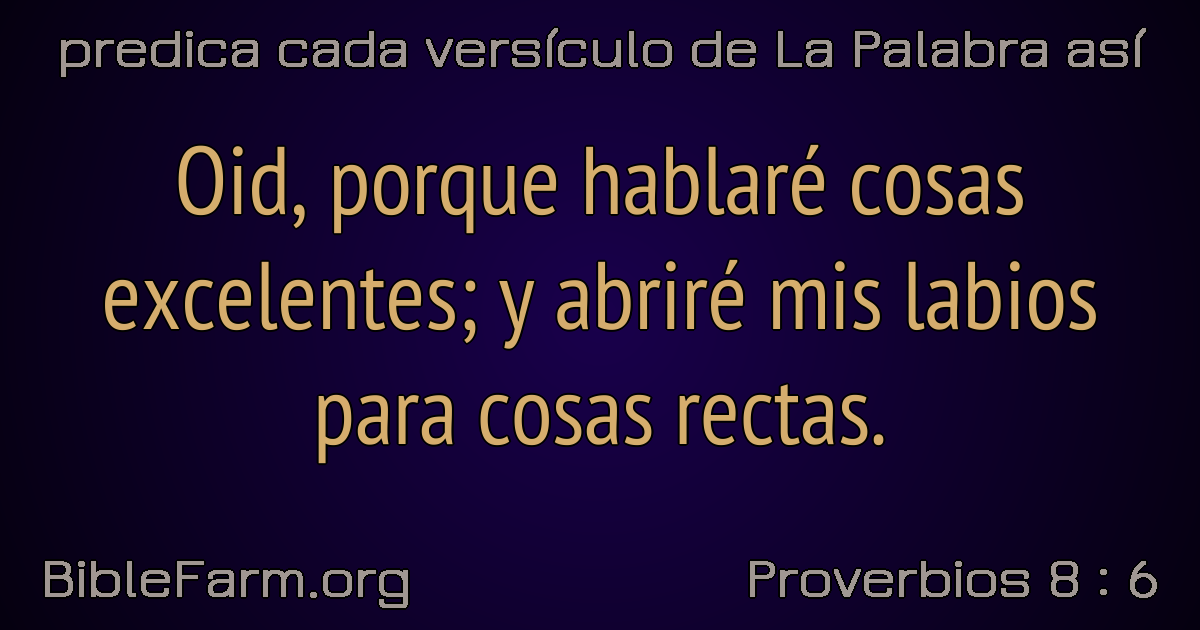 predica cada versículo de La Palabra así
Oid, porque hablaré cosas
excelentes; y abriré mis labios
para cosas rectas.
BibleFarm.org
Proverbios 8 : 6